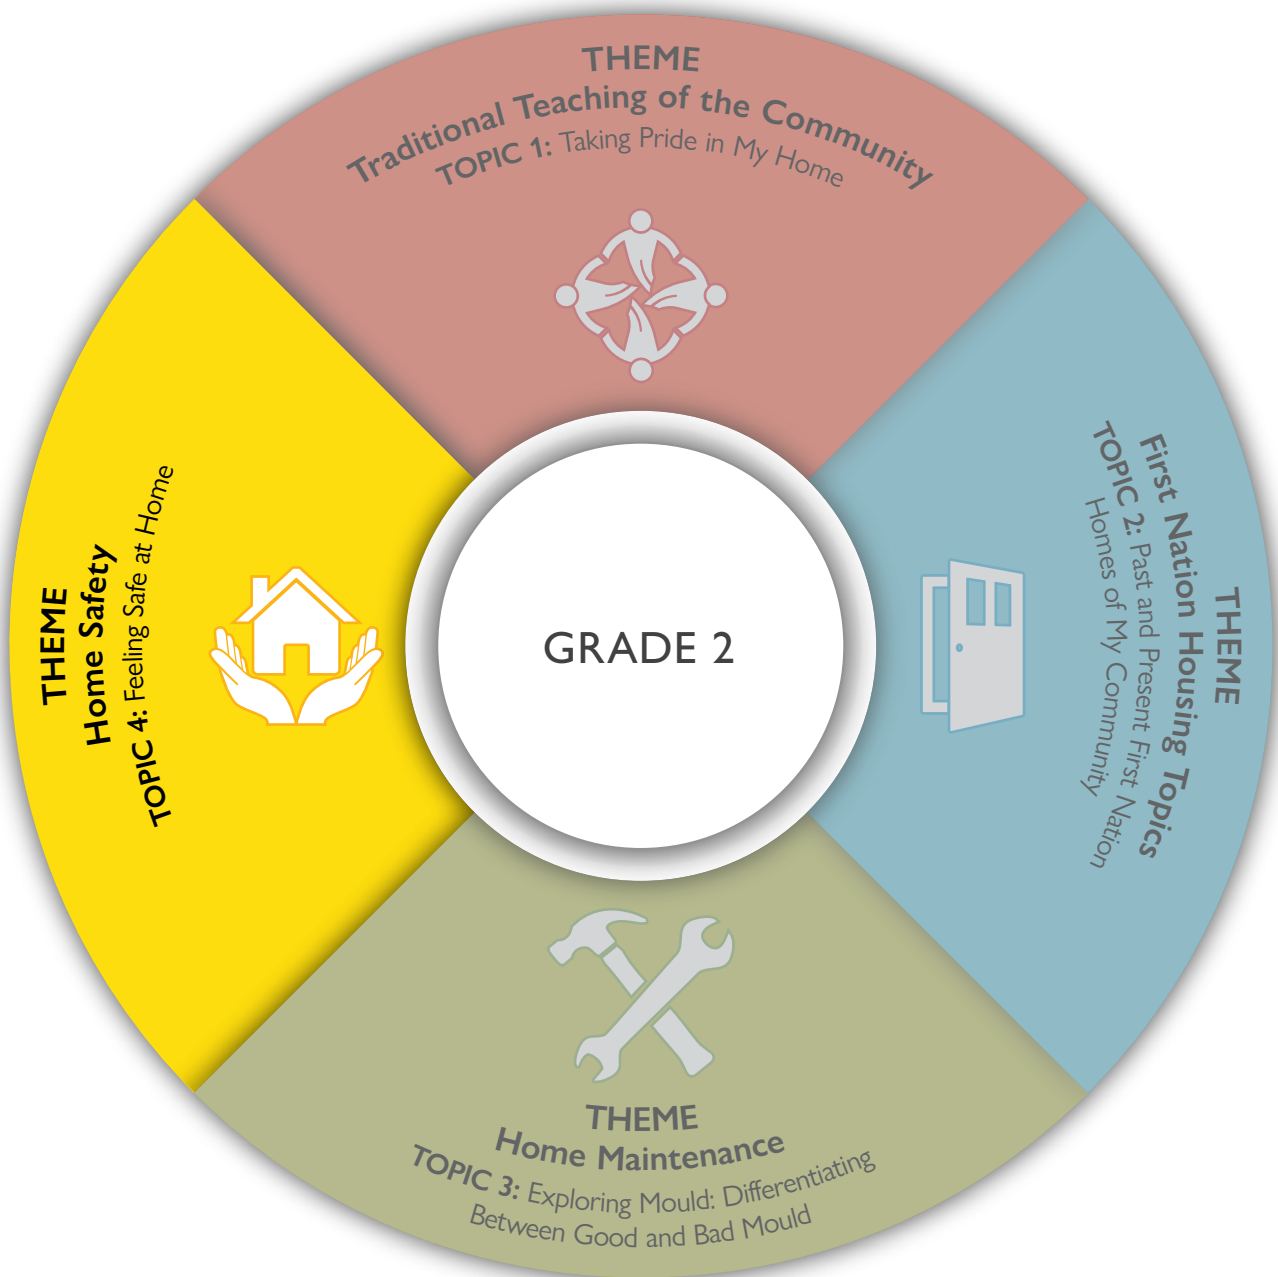 THEME
Traditional Teaching of the Community
TOPIC 1: Taking Pride in My Home
THEME
First Nation Housing Topics
TOPIC 2: Past and Present First Nation
Homes of My Community
THEME
Home Maintenance
TOPIC 3: Exploring Mould: Differentiating
Between Good and Bad Mould
THEME
Home Safety
TOPIC 4: Feeling Safe at Home
GRADE 2